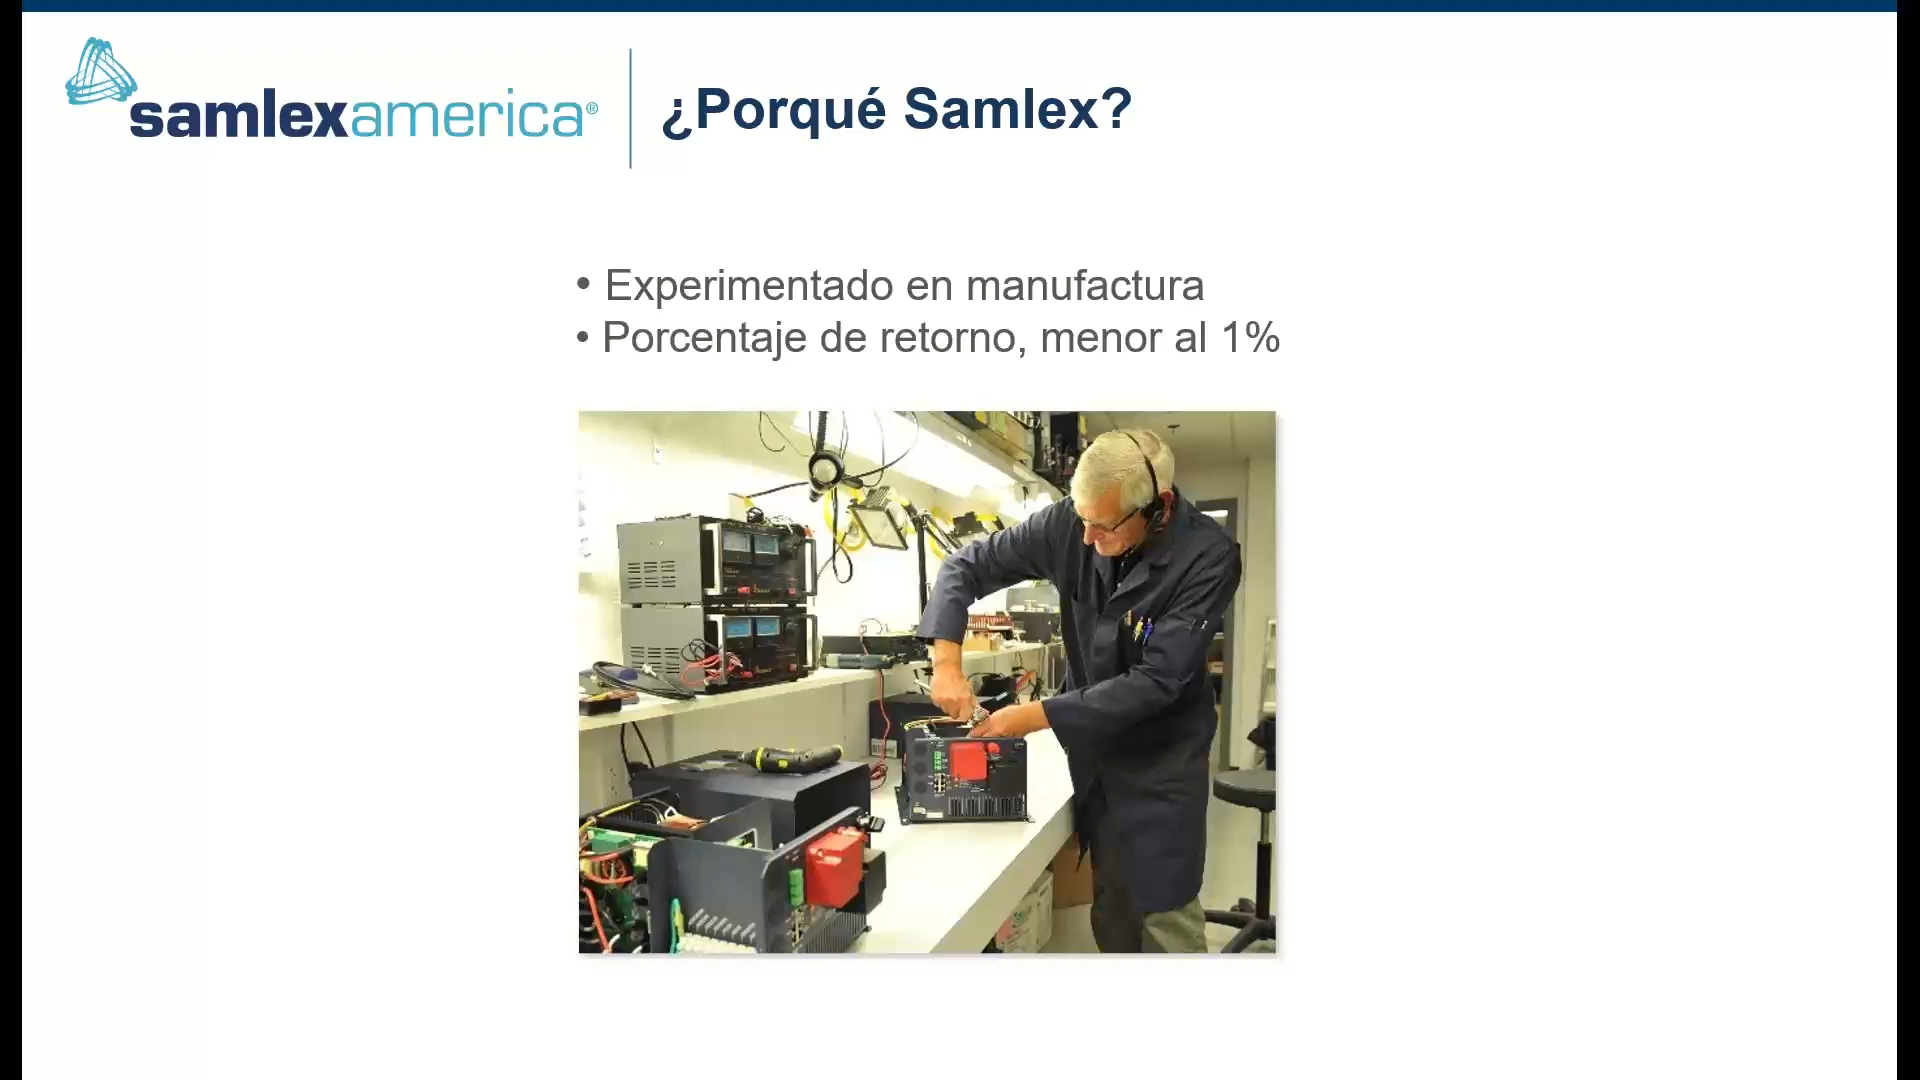 samlexamerica®
¿Porqué Samlex?
• Experimentado en manufactura
• Porcentaje de retorno, menor al 1%